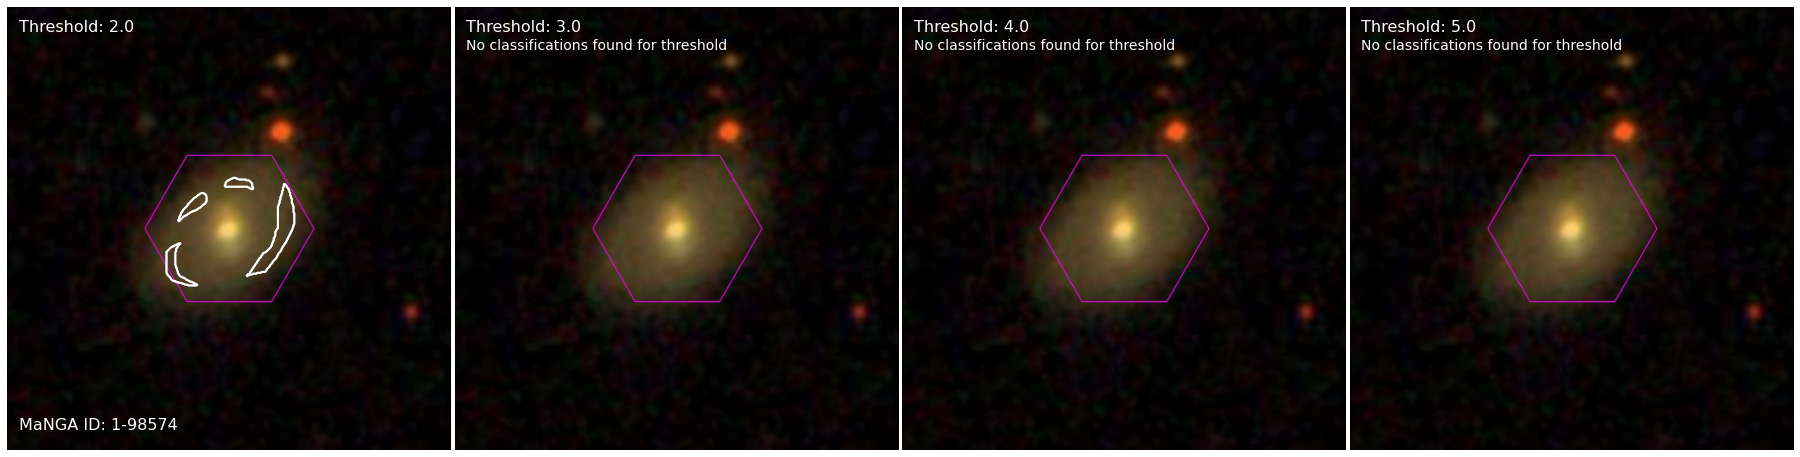 Threshold: 2.0
MaNGA ID: 1-98574
Threshold: 3.0
No classifications found for threshold
Threshold: 4.0
No classifications found for threshold
Threshold: 5.0
No classifications found for threshold